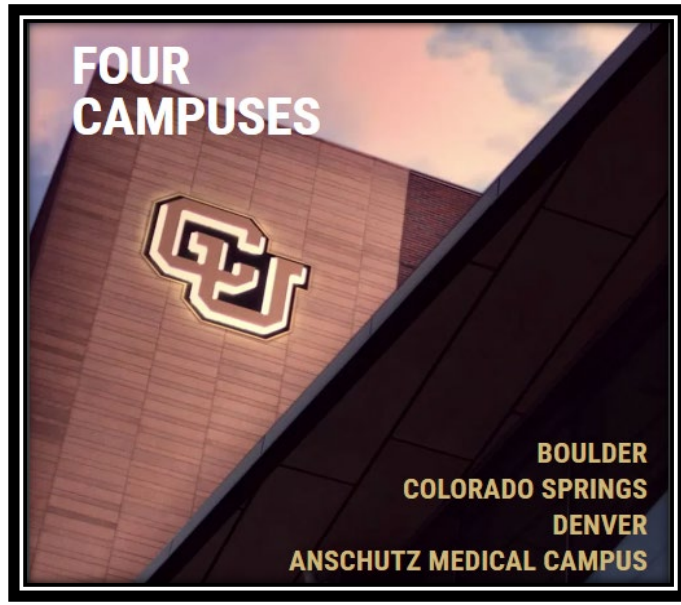 FOUR
CAMPUSES
CU
BOULDER
COLORADO SPRINGS
DENVER
ANSCHUTZ MEDICAL CAMPUS